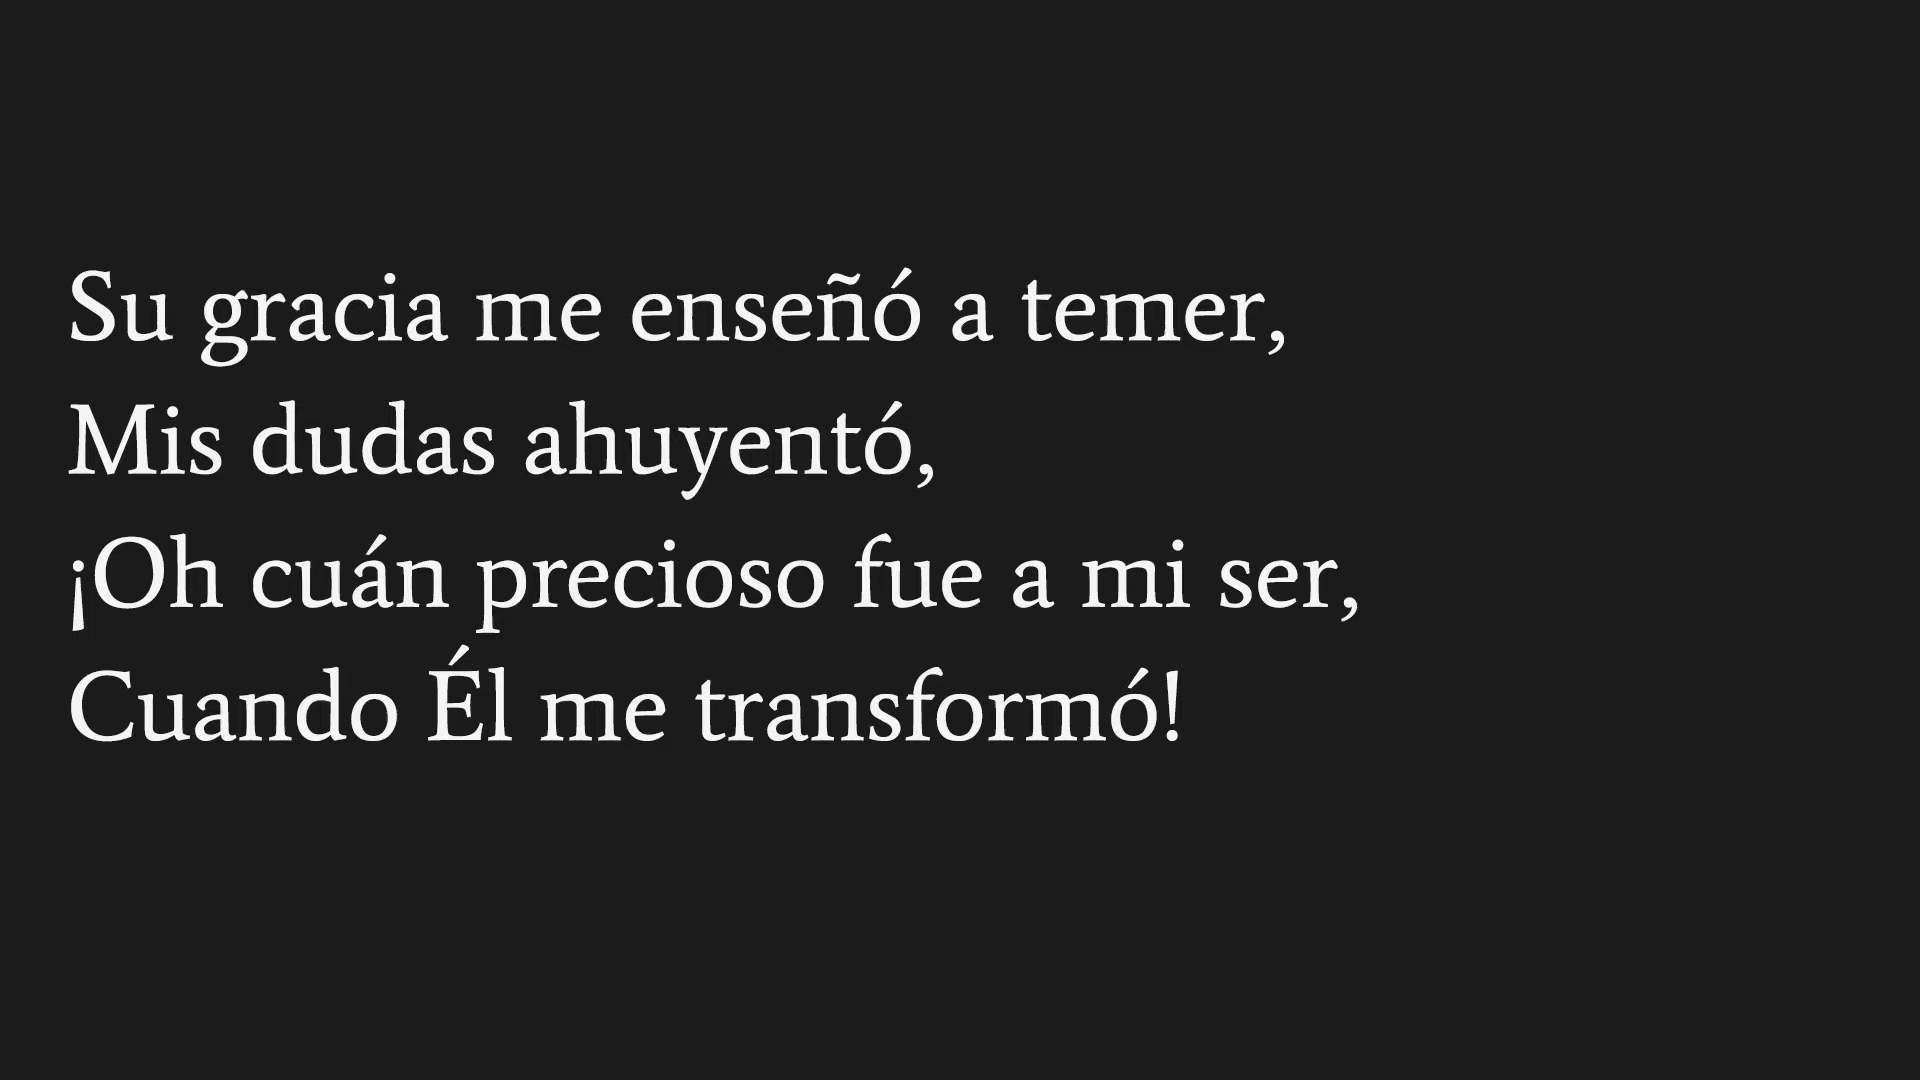 Su gracia me enseñó a temer,
Mis dudas ahuyentó,
¡Oh cuán precioso fue a mi ser,
Cuando Él me transformó!